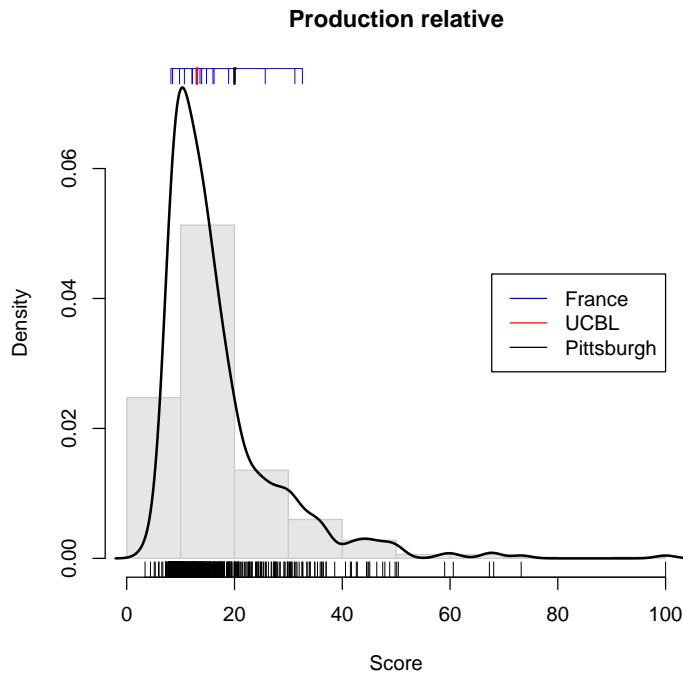 Production relative
Density
0.06
0.04
0.02
0.00
France
UCBL
Pittsburgh
0 20 40 60 80 100
Score